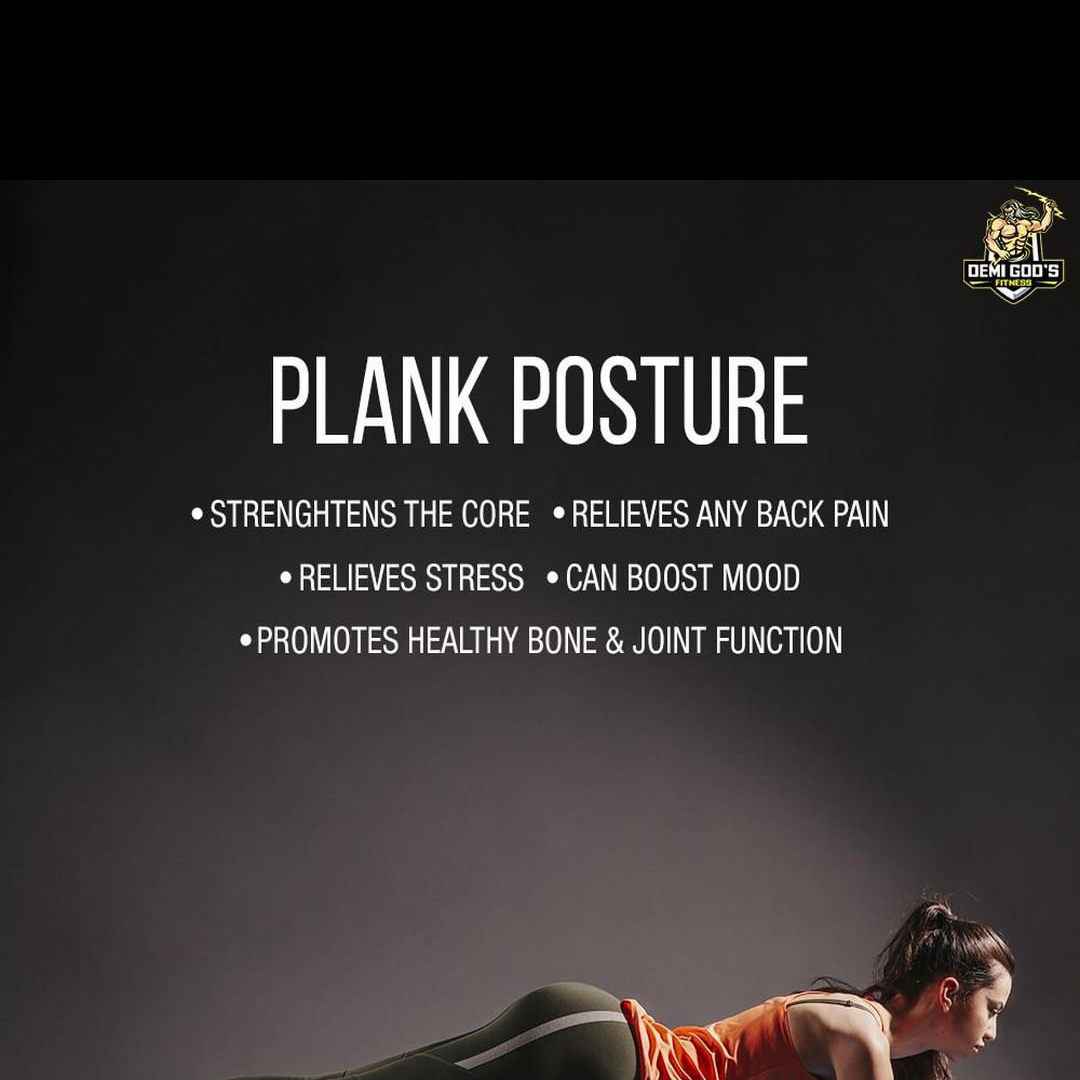 DEMI GOD'S
FITNESS
PLANK POSTURE
• STRENGHTENS THE CORE • RELIEVES ANY BACK PAIN
• RELIEVES STRESS • CAN BOOST MOOD
• PROMOTES HEALTHY BONE & JOINT FUNCTION